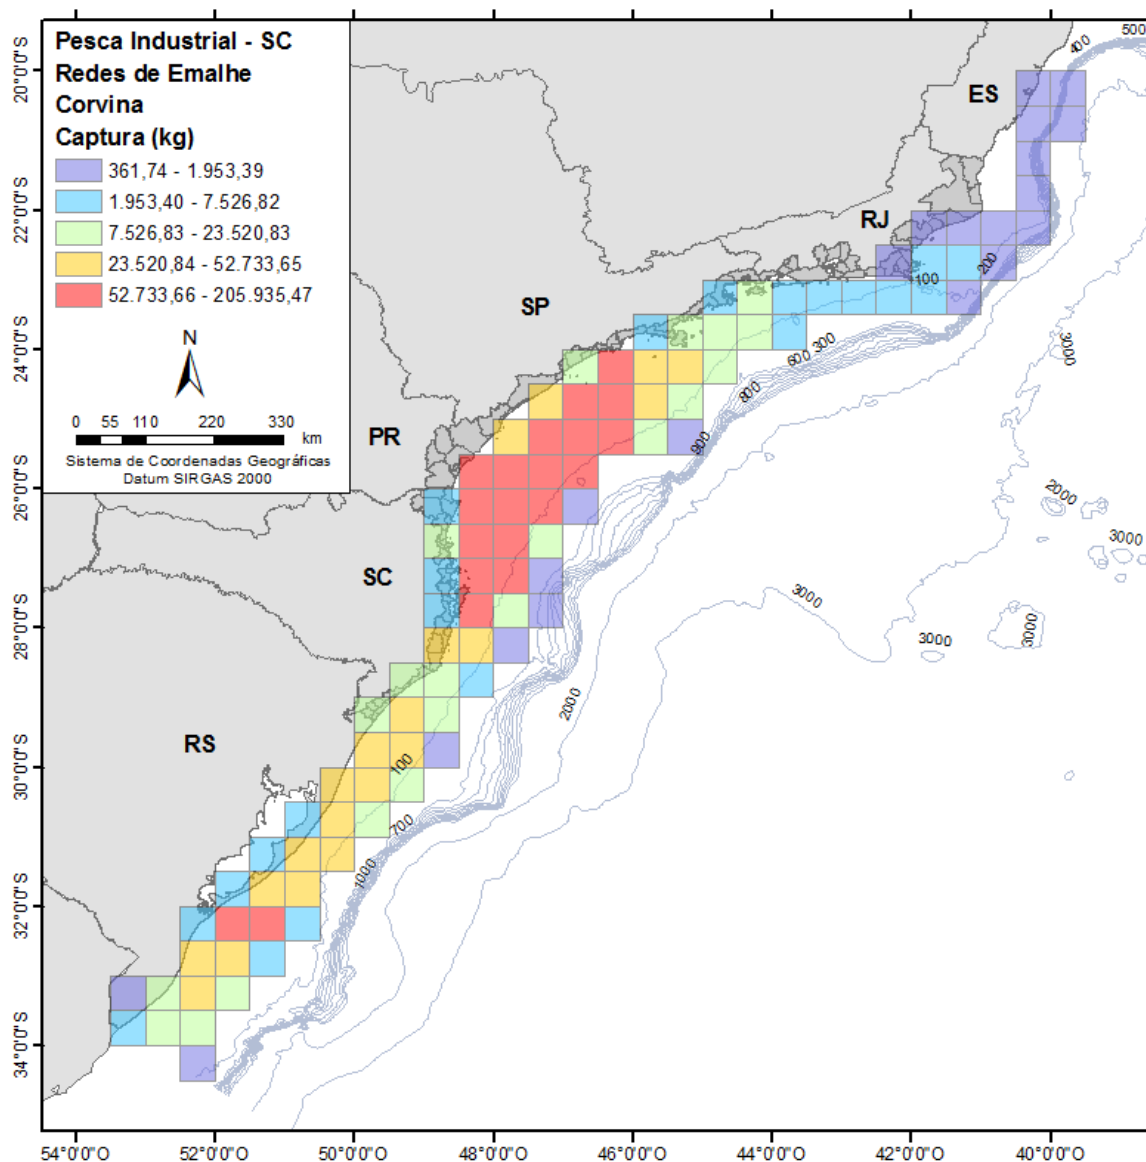 Pesca Industrial - SC
Redes de Emalhe
Corvina
Captura (kg)
361,74 - 1.953,39
1.953,40 - 7.526,82
7.526,83 - 23.520,83
23.520,84 - 52.733,65
52.733,66 - 205.935,47
N
0 55 110 220 330
km
Sistema de Coordenadas Geográficas
Datum SIRGAS 2000
ES
RJ
SP
PR
SC
RS
400
500
100
200
3000
600 300
800
900
2000
3000
3000
3000
3000
2000
100
700
1000
20°0'0"S
22°0'0"S
24°0'0"S
26°0'0"S
28°0'0"S
30°0'0"S
32°0'0"S
34°0'0"S
54°0'0"O
52°0'0"O
50°0'0"O
48°0'0"O
46°0'0"O
44°0'0"O
42°0'0"O
40°0'0"O